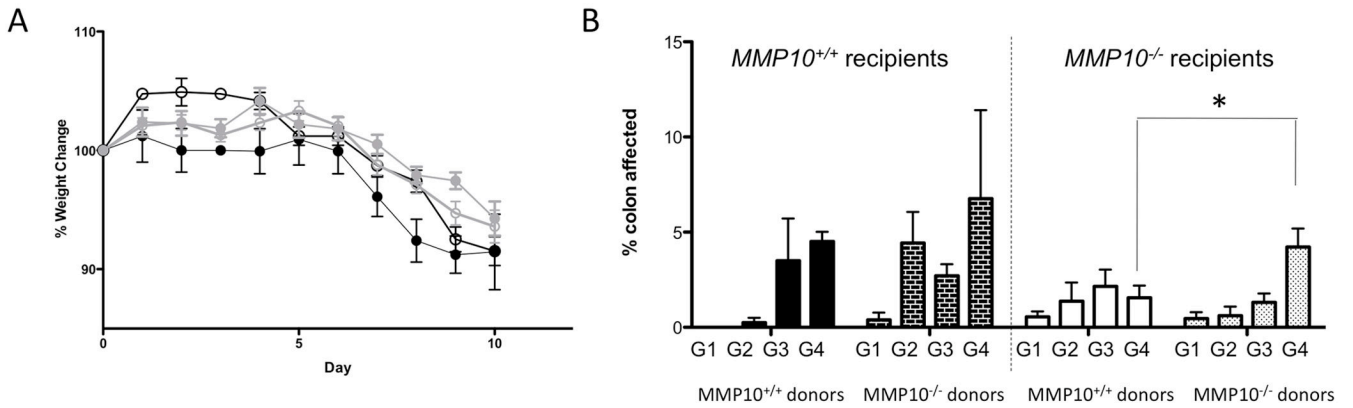 A
110
100
90
% Weight Change
0 5 10
Day
B
15
10
5
0
% colon affected
MMP10+/+ recipients MMP10-/- recipients
*
G1 G2 G3 G4 G1 G2 G3 G4 G1 G2 G3 G4 G1 G2 G3 G4
MMP10+/+ donors MMP10-/- donors MMP10+/+ donors MMP10-/- donors